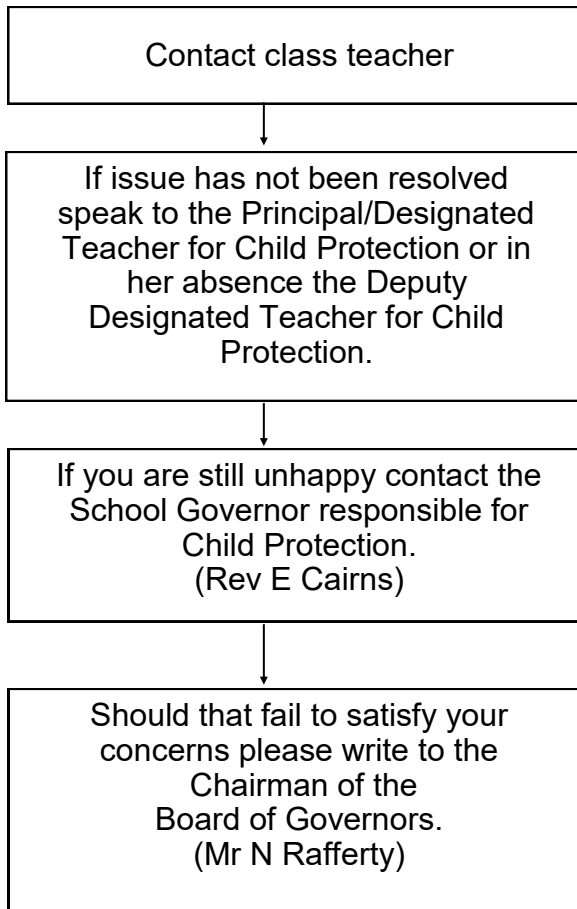 Contact class teacher
If issue has not been resolved
speak to the Principal/Designated
Teacher for Child Protection or in
her absence the Deputy
Designated Teacher for Child
Protection.
If you are still unhappy contact the
School Governor responsible for
Child Protection.
(Rev E Cairns)
Should that fail to satisfy your
concerns please write to the
Chairman of the
Board of Governors.
(Mr N Rafferty)